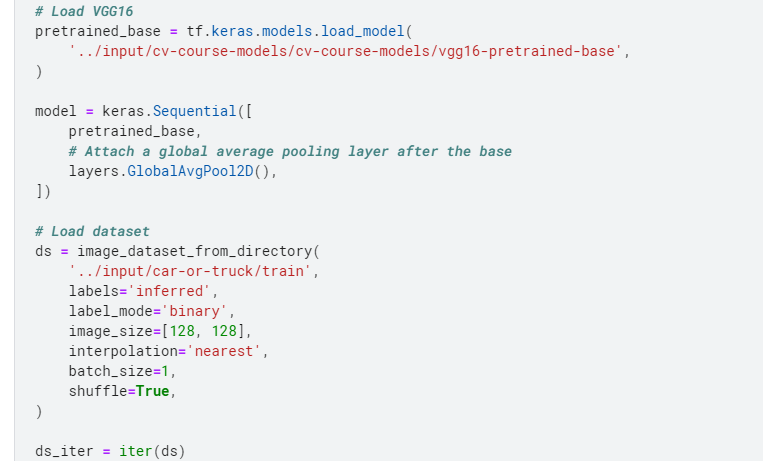 # Load VGG16
pretrained_base = tf.keras.models.load_model(
    '../input/cv-course-models/cv-course-models/vgg16-pretrained-base',
)

model = keras.Sequential([
    pretrained_base,
    # Attach a global average pooling layer after the base
    layers.GlobalAvgPool2D(),
])

# Load dataset
ds = image_dataset_from_directory(
    '../input/car-or-truck/train',
    labels='inferred',
    label_mode='binary',
    image_size=[128, 128],
    interpolation='nearest',
    batch_size=1,
    shuffle=True,
)

ds_iter = iter(ds)